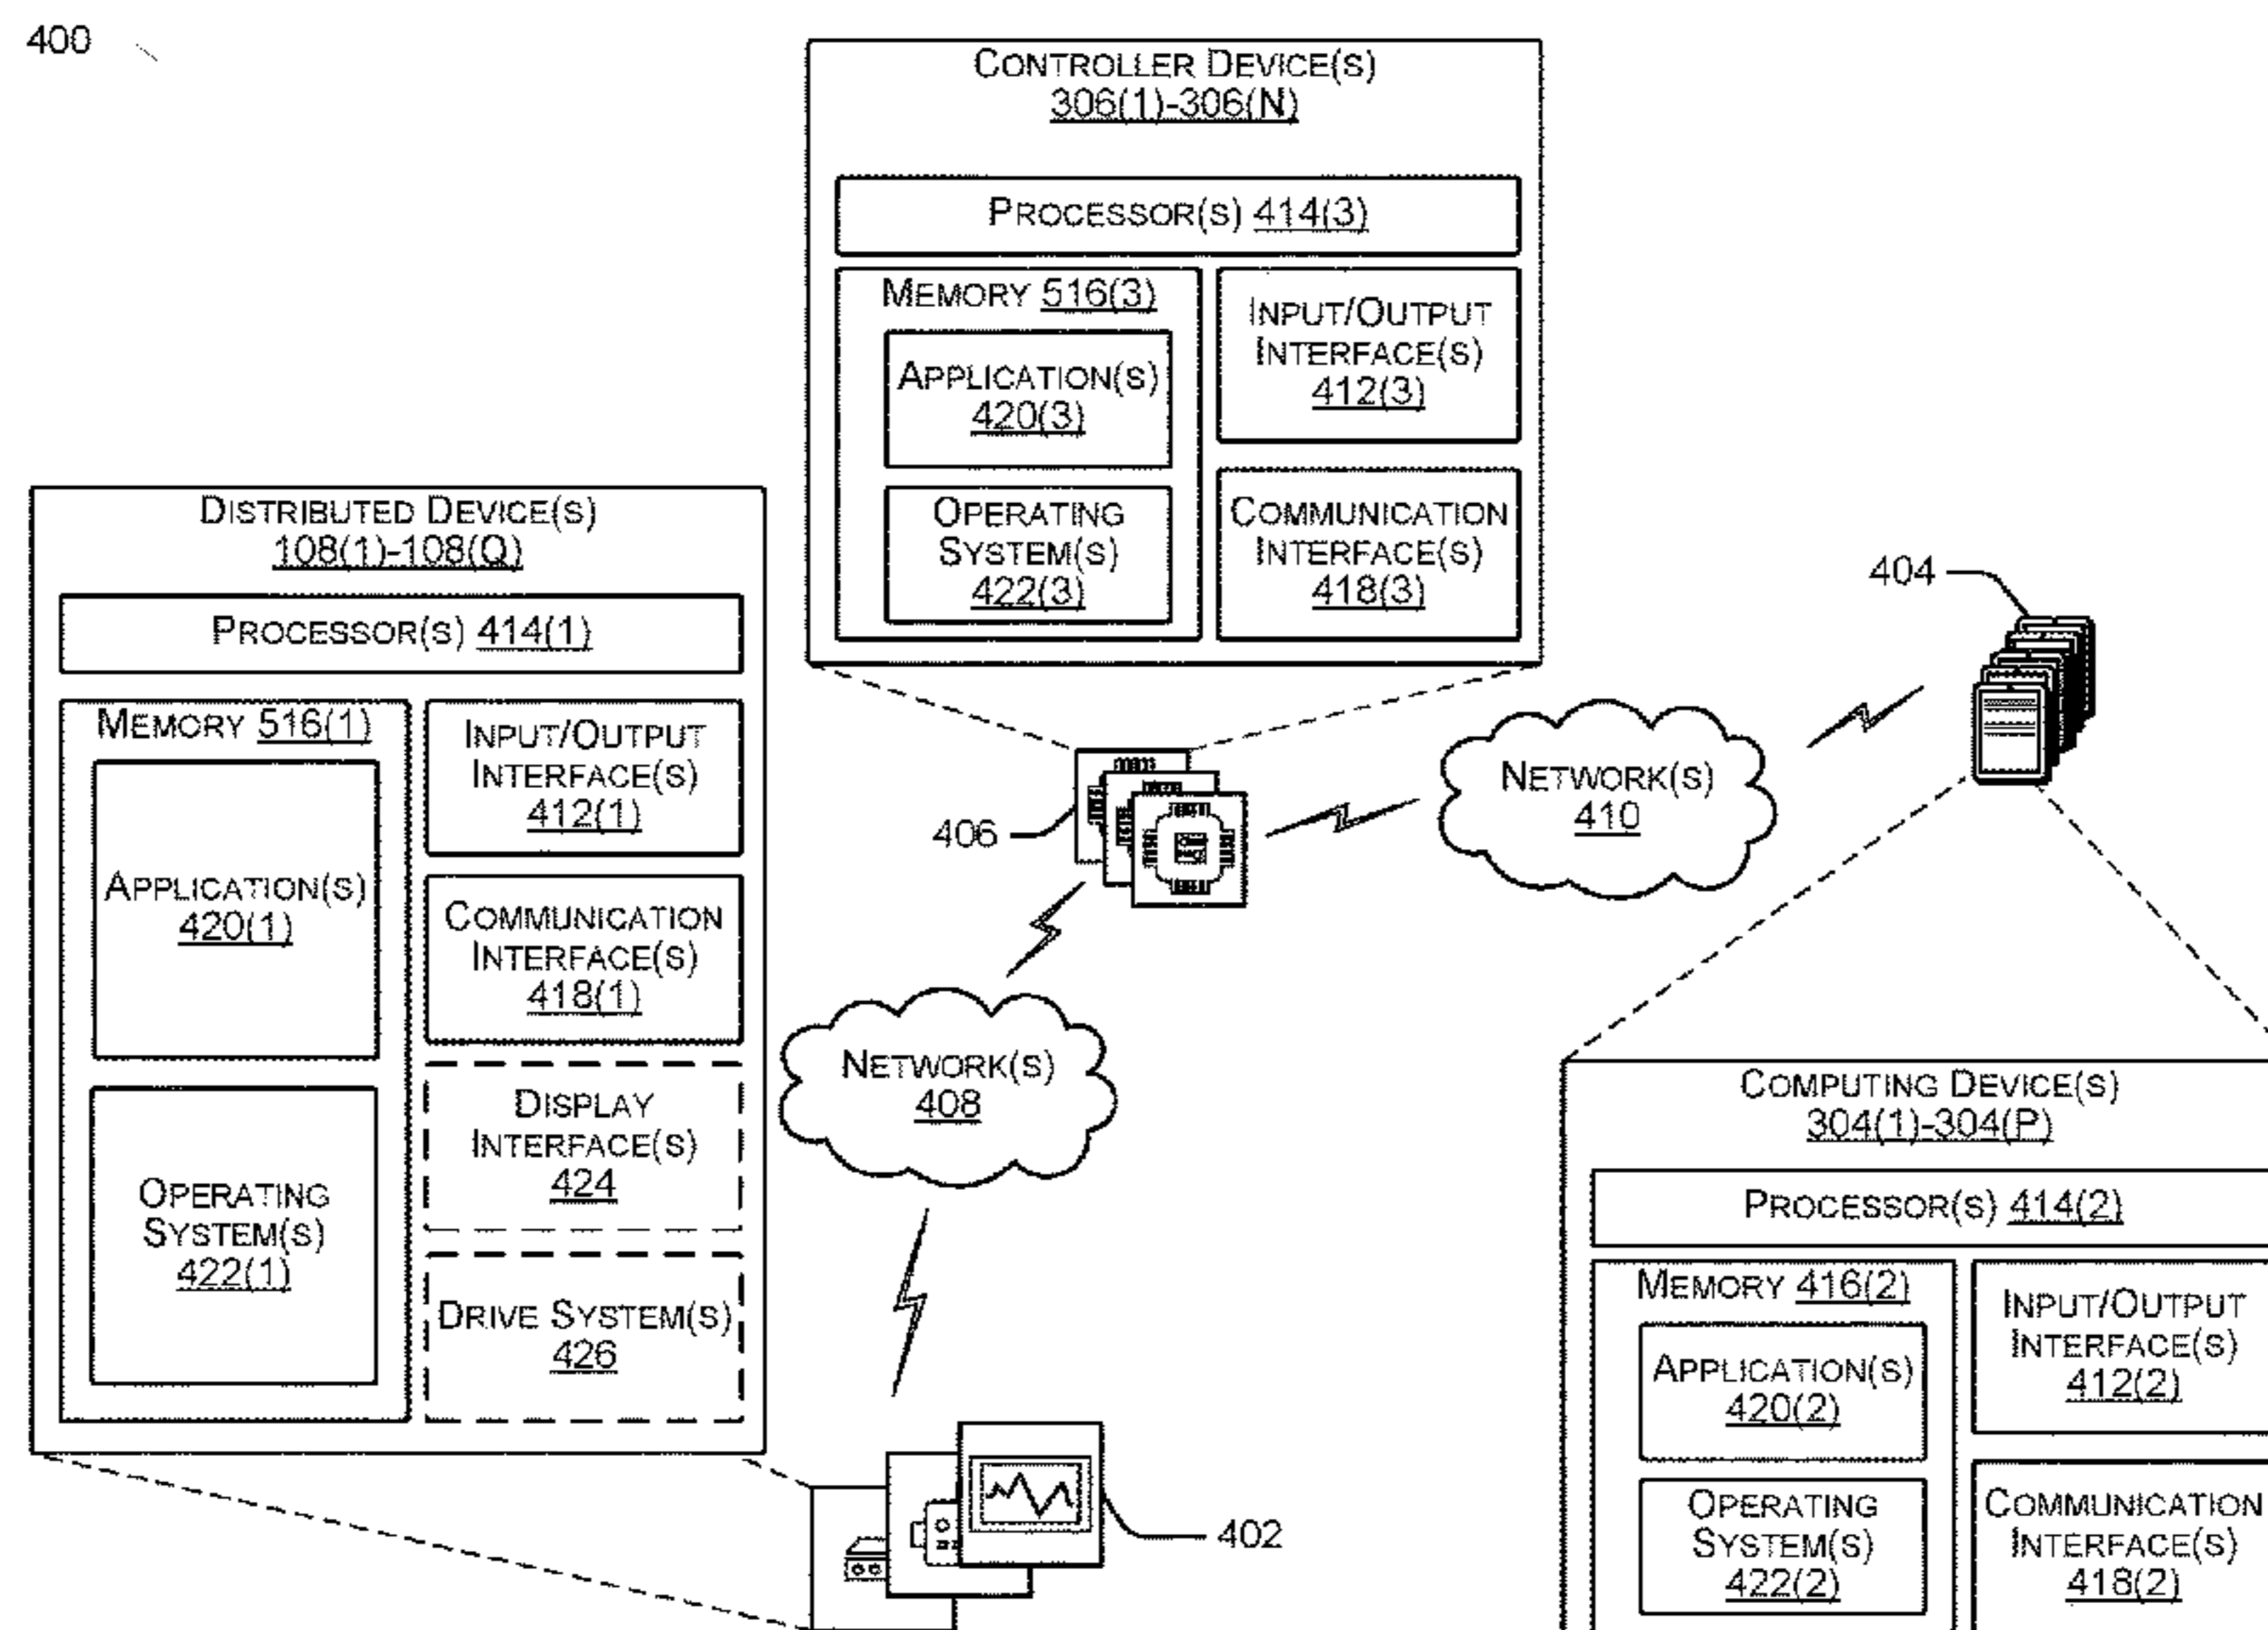 400
CONTROLLER DEVICE(S)
306(1)-306(N)
PROCESSOR(S) 414(3)
MEMORY 516(3)
APPLICATION(S)
420(3)
OPERATING
SYSTEM(S)
422(3)
INPUT/OUTPUT
INTERFACE(S)
412(3)
COMMUNICATION
INTERFACE(S)
418(3)
DISTRIBUTED DEVICE(S)
108(1)-108(Q)
PROCESSOR(S) 414(1)
MEMORY 516(1)
APPLICATION(S)
420(1)
OPERATING
SYSTEM(S)
422(1)
INPUT/OUTPUT
INTERFACE(S)
412(1)
COMMUNICATION
INTERFACE(S)
418(1)
DISPLAY
INTERFACE(S)
424
DRIVE SYSTEM(S)
426
404
406
NETWORK(S)
410
NETWORK(S)
408
402
COMPUTING DEVICE(S)
304(1)-304(P)
PROCESSOR(S) 414(2)
MEMORY 416(2)
APPLICATION(S)
420(2)
OPERATING
SYSTEM(S)
422(2)
INPUT/OUTPUT
INTERFACE(S)
412(2)
COMMUNICATION
INTERFACE(S)
418(2)